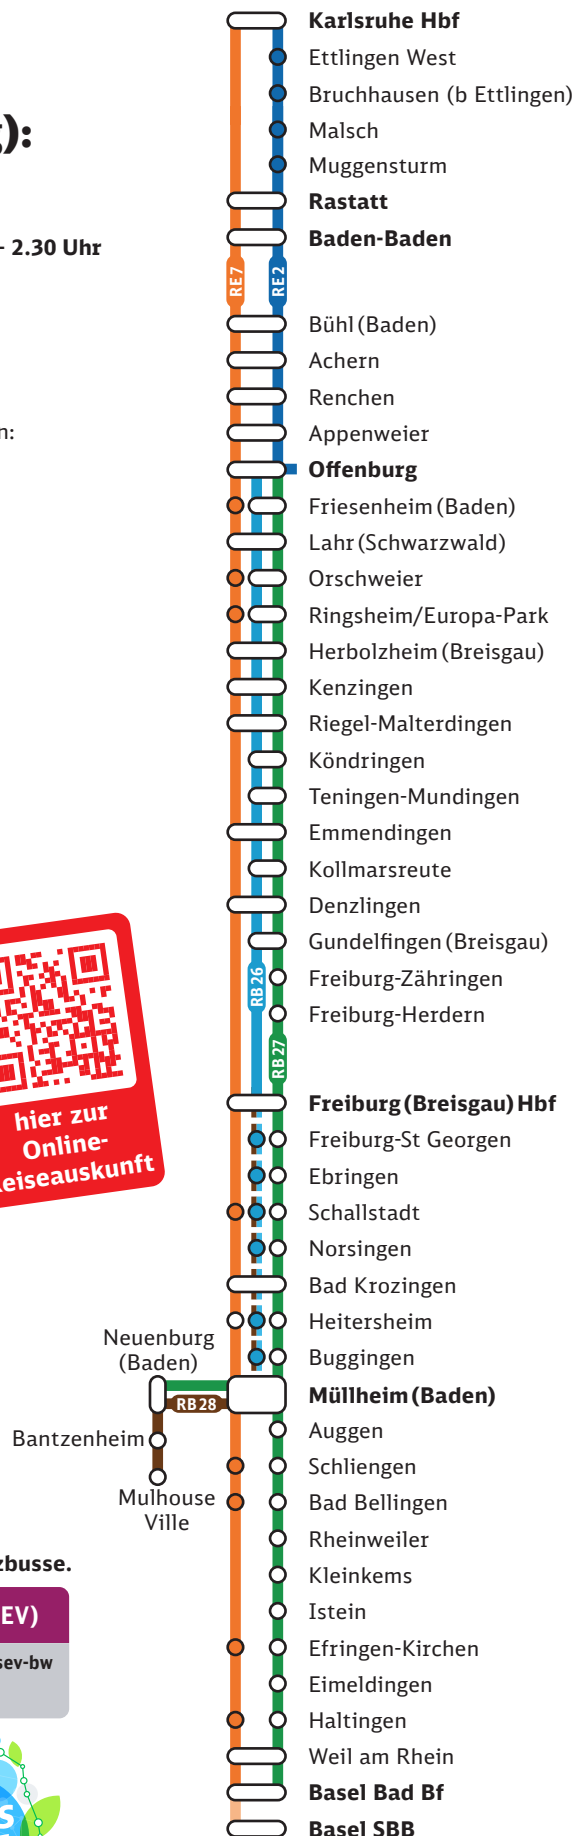 Karlsruhe Hbf
Ettlingen West
Bruchhausen (b Ettlingen)
Malsch
):
Muggensturm
Rastatt
Baden-Baden
- 2.30 Uhr
RE 7
RE 2
Bühl (Baden)
Achern
Renchen
Appenweier
n:
Offenburg
Friesenheim (Baden)
Lahr (Schwarzwald)
Orschweier
Ringsheim/Europa-Park
Herbolzheim (Breisgau)
Kenzingen
Riegel-Malterdingen
Köndringen
Teningen-Mundingen
Emmendingen
Kollmarsreute
Denzlingen
Gundelfingen (Breisgau)
RB 26
Freiburg-Zähringen
Freiburg-Herdern
RB 27
Freiburg (Breisgau) Hbf
hier zur
Online-
eiseauskunft
Freiburg-St Georgen
Ebringen
Schallstadt
Norsingen
Bad Krozingen
Heitersheim
Buggingen
Neuenburg
(Baden)
RB 28
Müllheim (Baden)
Bantzenheim
Mulhouse
Ville
Auggen
Schliengen
Bad Bellingen
Rheinweiler
Kleinkems
Istein
Efringen-Kirchen
Eimeldingen
Haltingen
Weil am Rhein
Basel Bad Bf
Basel SBB
zbusse.
EV)
sev-bw
S